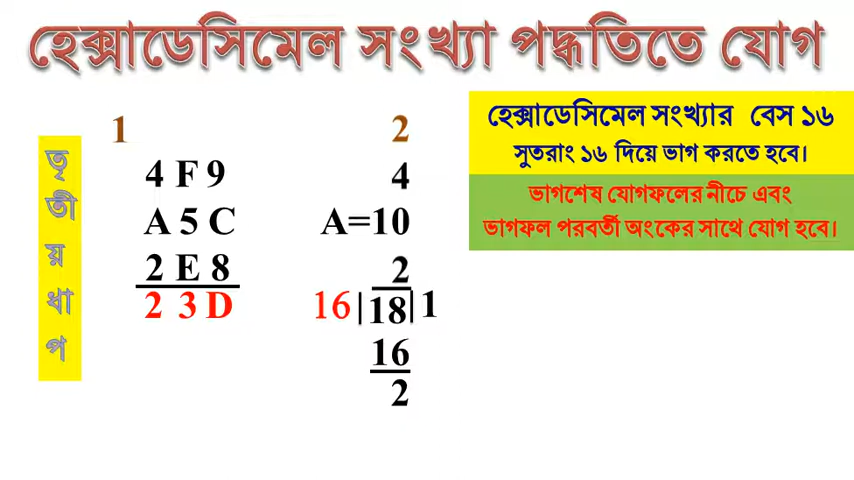 হেক্সাডেসিমেল সংখ্যা পদ্ধতিতে যোগ
তৃতীয় ধাপ
1
4 F 9
A 5 C
2 E 8
2 3 D
2
4
A=10
2
16|18|1
16
2
হেক্সাডেসিমেল সংখ্যার বেস ১৬
সুতরাং ১৬ দিয়ে ভাগ করতে হবে।
ভাগশেষ যোগফলের নীচে এবং
ভাগফল পরবর্তী অংকের সাথে যোগ হবে।